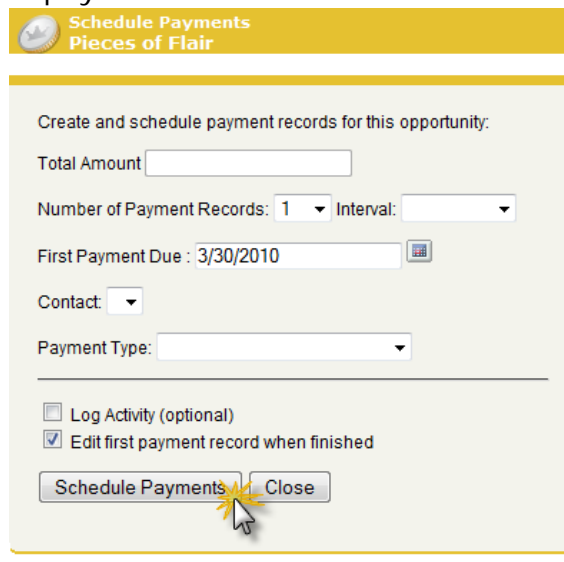 Schedule Payments
Pieces of Flair
Create and schedule payment records for this opportunity:
Total Amount
Number of Payment Records: 1 Interval:
First Payment Due : 3/30/2010
Contact:
Payment Type:
Log Activity (optional)
Edit first payment record when finished
Schedule Payments Close